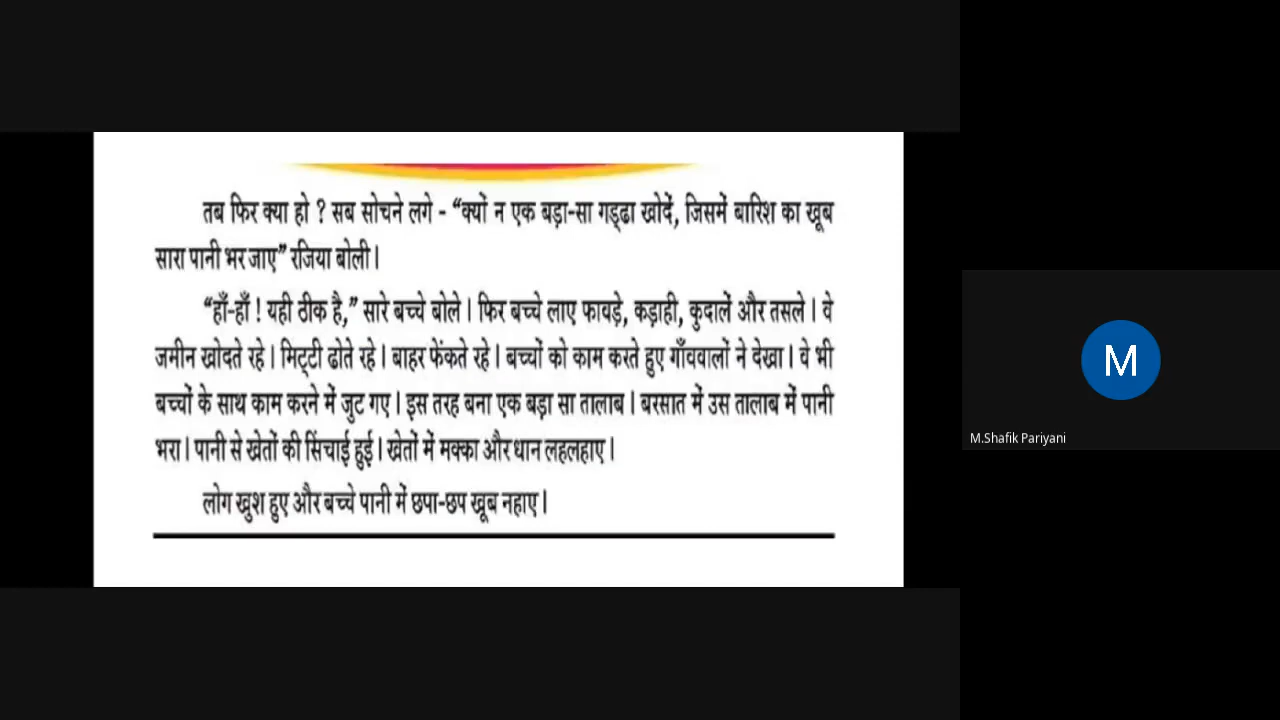 तब फिर क्या हो ? सब सोचने लगे - “क्यों न एक बड़ा-सा गड्ढा खोदें, जिसमें बारिश का खूब
सारा पानी भर जाए” रजिया बोली।
“हाँ-हाँ ! यही ठीक है,” सारे बच्चे बोले। फिर बच्चे लाए फावड़े, कड़ाही, कुदालें और तसले। वे
जमीन खोदते रहे। मिट्टी ढोते रहे। बाहर फेंकते रहे। बच्चों को काम करते हुए गाँववालों ने देखा। वे भी
बच्चों के साथ काम करने में जुट गए। इस तरह बना एक बड़ा सा तालाब। बरसात में उस तालाब में पानी
भरा। पानी से खेतों की सिंचाई हुई। खेतों में मक्का और धान लहलहाए।
लोग खुश हुए और बच्चे पानी में छपा-छप खूब नहाए।
M
M.Shafik Pariyani